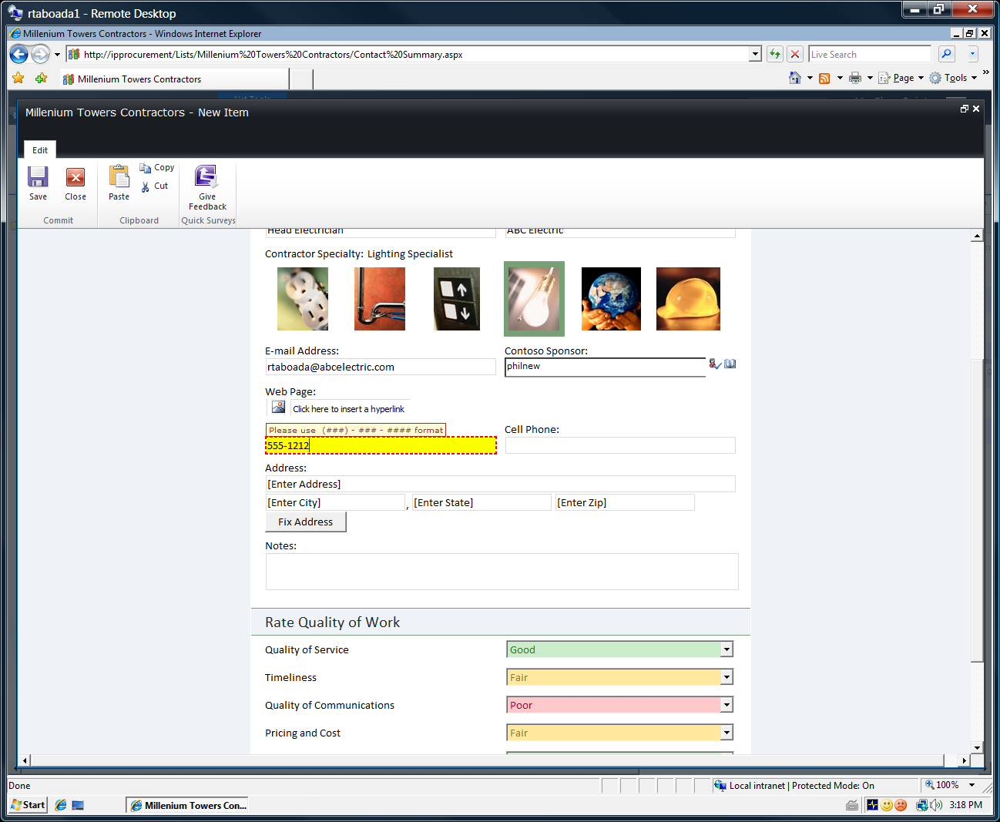 rtaboada1 - Remote Desktop
Millenium Towers Contractors - Windows Internet Explorer
http://ipprocurement/Lists/Millenium%20Towers%20Contractors/Contact%20Summary.aspx
Live Search
Millenium Towers Contractors
Page
Tools
List Tools
Millenium Towers Contractors - New Item
Edit
Save
Close
Paste
Copy
Cut
Give
Feedback
Commit
Clipboard
Quick Surveys
Head Electrician
ABC Electric
Contractor Specialty: Lighting Specialist
E-mail Address:
Contoso Sponsor:
rtaboada@abcelectric.com
philnew
Web Page:
Click here to insert a hyperlink
Please use (###) - ### - #### format
Cell Phone:
555-1212
Address:
[Enter Address]
[Enter City] , [Enter State] [Enter Zip]
Fix Address
Notes:
Rate Quality of Work
Quality of Service
Good
Timeliness
Fair
Quality of Communications
Poor
Pricing and Cost
Fair
Done
Local intranet | Protected Mode: On
100%
Start
Millenium Towers Con...
3:18 PM